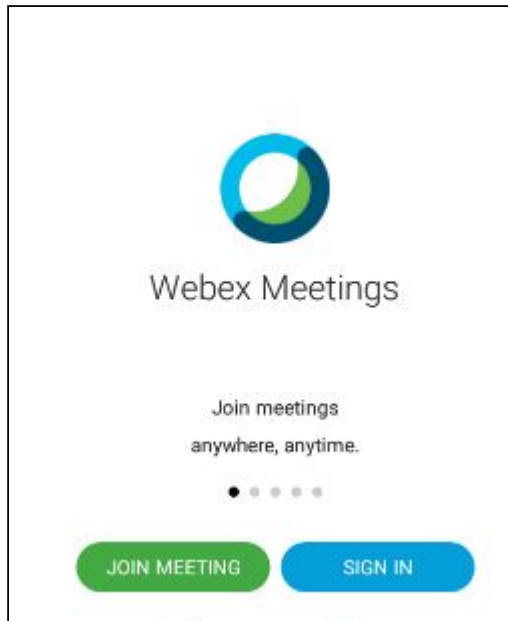 Webex Meetings
Join meetings
anywhere, anytime.
JOIN MEETING
SIGN IN